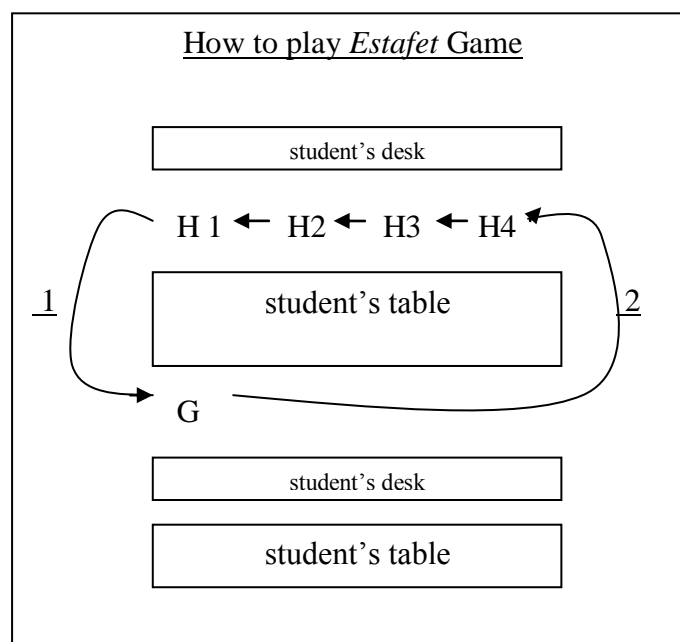 How to play Estafet Game
student’s desk
H 1 H2 H3 H4
student’s table
1
2
G
student’s desk
student’s table